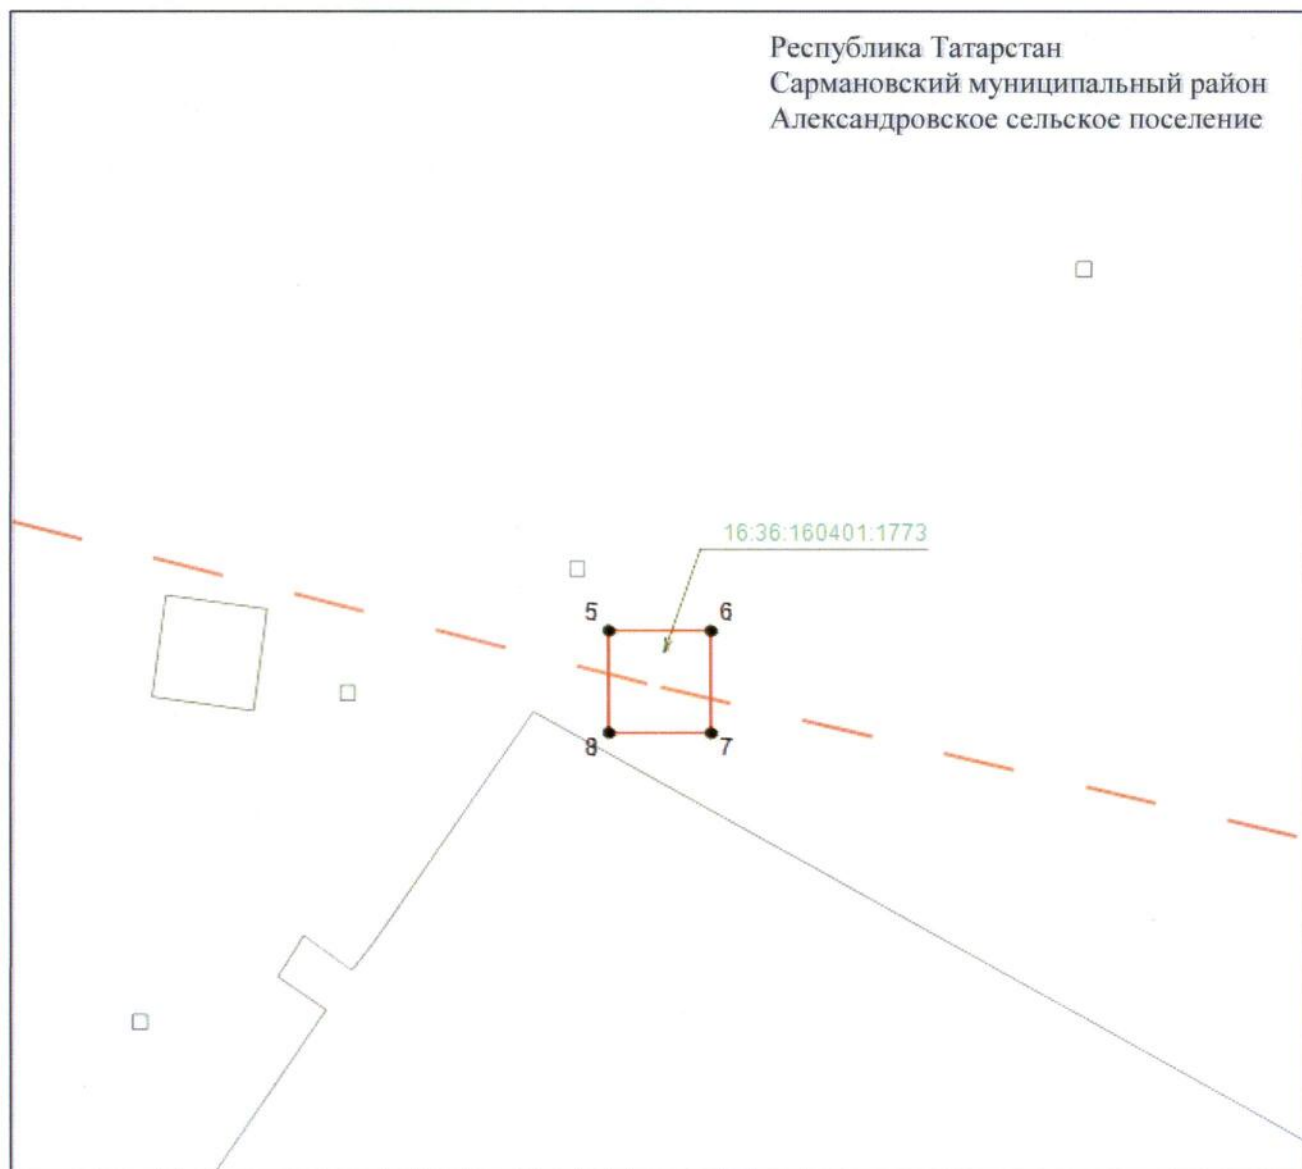 Республика Татарстан
Сармановский муниципальный район
Александровское сельское поселение
16:36:160401:1773
5
6
8
7